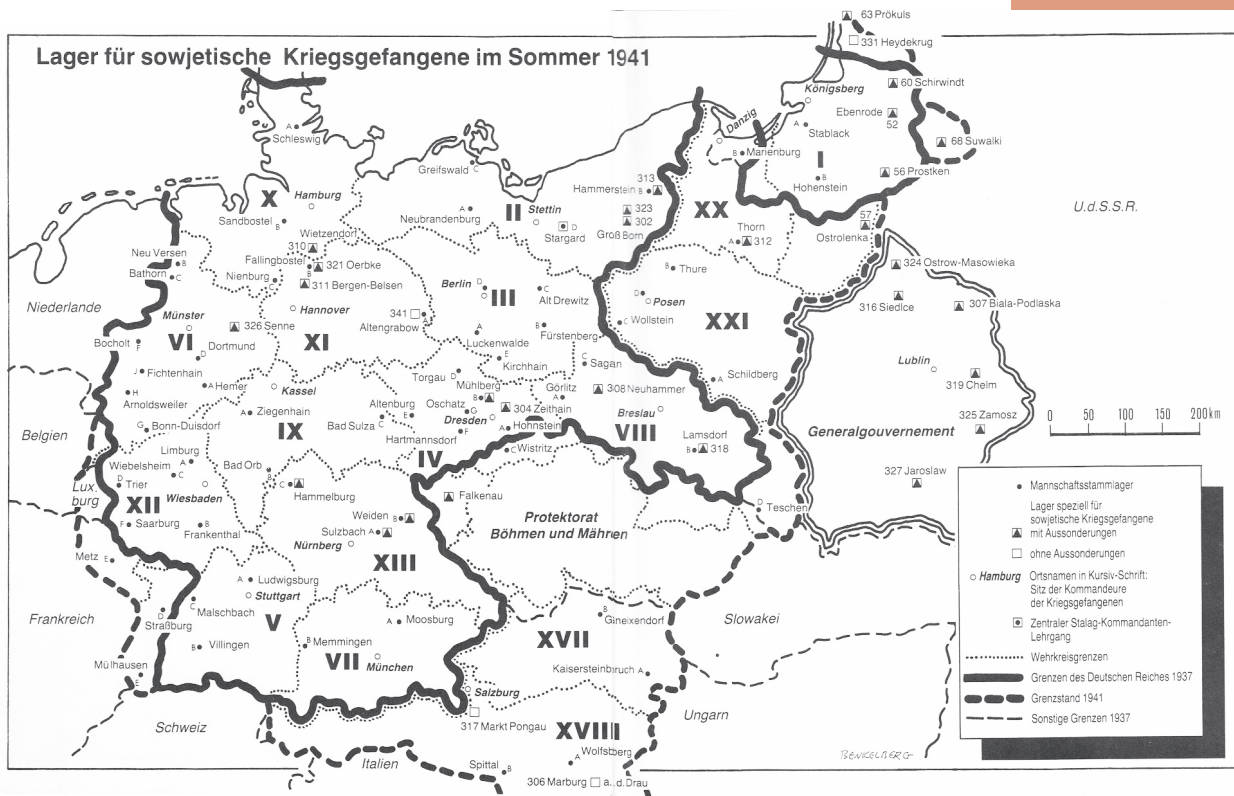 Lager für sowjetische Kriegsgefangene im Sommer 1941
63 Prökuls
331 Heydekrug
60 Schirwindt
Königsberg
Ebenrode
52
A
Stablack
I
68 Suwalki
Danzig
B Marienburg
B
Hohenstein
56 Prostken
A
Schleswig
Greifswald
C
313
Hammerstein B
323
302
Groß Born
XX
57
Ostrolenka
U.d.S.S.R.
X
Hamburg
Sandbostel
B
Neubrandenburg
A
II
Stettin
D
Stargard
Thorn
A
312
Wietzendorf
310
Fallingbostel
B
321 Oerbke
311 Bergen-Belsen
Nienburg
C
Neu Versen
B
Bathorn
C
B Thure
324 Ostrow-Masowieka
316 Siedlce
307 Biala-Podlaska
Niederlande
Berlin
D
III
C
Alt Drewitz
D
Posen
C Wollstein
XXI
Münster
VI
326 Senne
Hannover
XI
341
A
Altengrabow
A
Luckenwalde
B
Fürstenberg
E
Kirchhain
C
Sagan
Bocholt
F
D
Dortmund
J Fichtenhain
A Hemer
H
Arnoldsweiler
Kassel
A
Ziegenhain
Torgau
D
Mühlberg
B
Oschatz
G
304 Zeithain
Görlitz
A
308 Neuhammer
Schildberg
A
Lublin
319 Chelm
325 Zamosz
Generalgouvernement
327 Jaroslaw
0 50 100 150 200 km
Belgien
G
Bonn-Duisdorf
IX
Altenburg
E
Bad Sulza
C
Dresden
A
Hohnstein
Hartmannsdorf
F
IV
C Wistritz
Breslau
VIII
Lamsdorf
B
318
Limburg
A
Wiebelsheim
C
D
Trier
Wiesbaden
Bad Orb
B
C
Hammelburg
Falkenau
D
Teschen
Lux.
burg
XII
F Saarburg
B
Frankenthal
Weiden
B
Sulzbach A
Nürnberg
XIII
Protektorat
Böhmen und Mähren
Metz E
A Ludwigsburg
Stuttgart
C
Malschbach
D
Straßburg
V
B Villingen
Frankreich
Mülhausen
E
A Moosburg
B Memmingen
VII
München
B
Gneixendorf
XVII
Slowakei
Kaisersteinbruch A
Salzburg
317 Markt Pongau
XVIII
A
Wolfsberg
Spittal
B
306 Marburg a. d. Drau
Schweiz
Italien
Ungarn
BENKELBERG
Mannschaftsstammlager
Lager speziell für
sowjetische Kriegsgefangene
mit Aussonderungen
ohne Aussonderungen
Hamburg Ortsnamen in Kursiv-Schrift:
Sitz der Kommandeure
der Kriegsgefangenen
Zentraler Stalag-Kommandanten-
Lehrgang
Wehrkreisgrenzen
Grenzen des Deutschen Reiches 1937
Grenzstand 1941
Sonstige Grenzen 1937